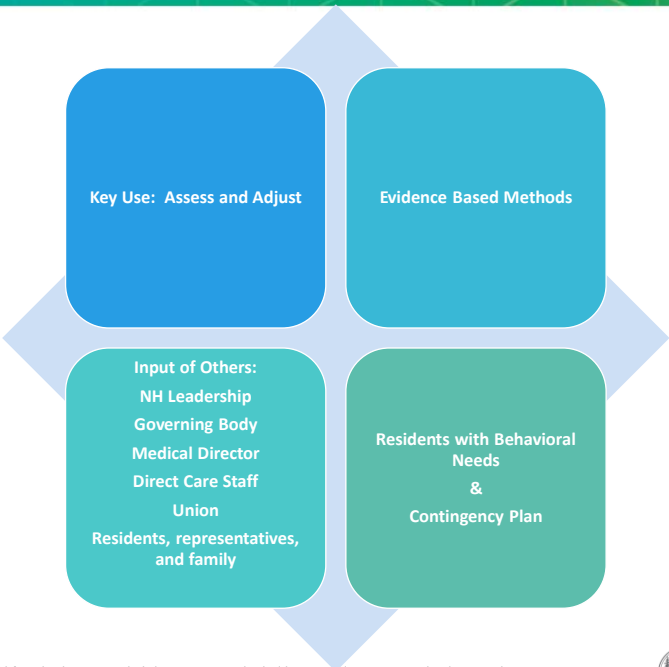 Key Use:  Assess and Adjust
Evidence Based Methods
Input of Others:
NH Leadership
Governing Body
Medical Director
Direct Care Staff
Union
Residents, representatives,
and family
Residents with Behavioral
Needs
&
Contingency Plan